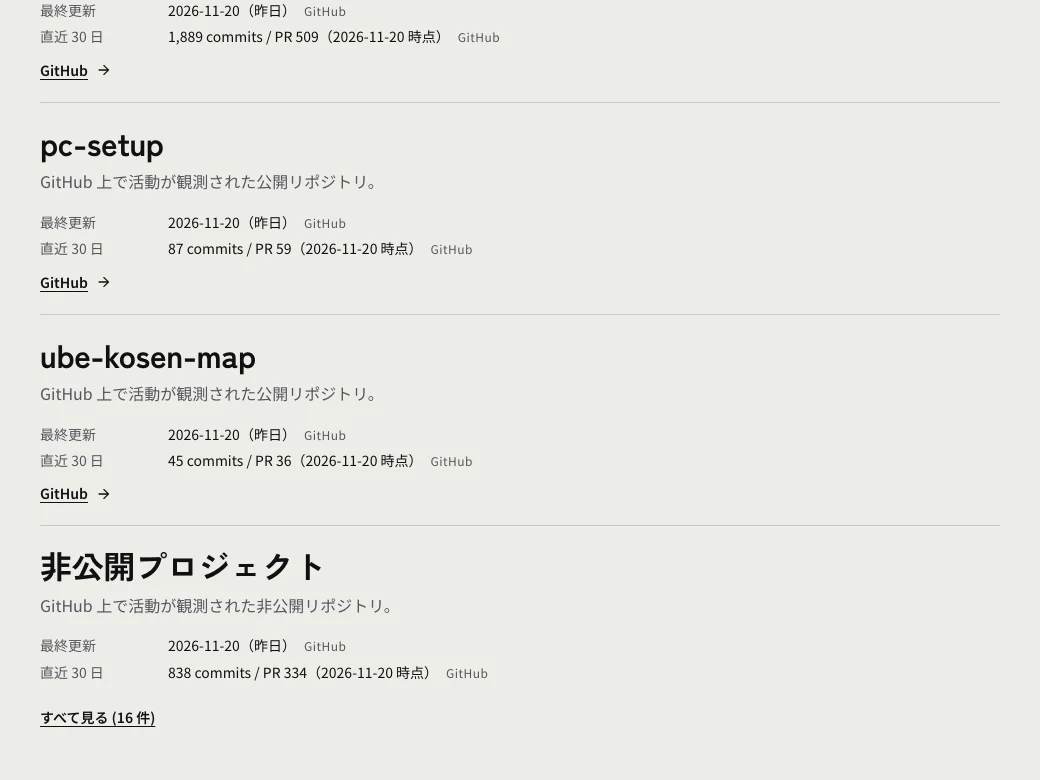 最終更新 2026-11-20（昨日） GitHub
直近 30 日 1,889 commits / PR 509（2026-11-20 時点） GitHub
GitHub →
pc-setup
GitHub 上で活動が観測された公開リポジトリ。
最終更新 2026-11-20（昨日） GitHub
直近 30 日 87 commits / PR 59（2026-11-20 時点） GitHub
GitHub →
ube-kosen-map
GitHub 上で活動が観測された公開リポジトリ。
最終更新 2026-11-20（昨日） GitHub
直近 30 日 45 commits / PR 36（2026-11-20 時点） GitHub
GitHub →
非公開プロジェクト
GitHub 上で活動が観測された非公開リポジトリ。
最終更新 2026-11-20（昨日） GitHub
直近 30 日 838 commits / PR 334（2026-11-20 時点） GitHub
すべて見る (16 件)